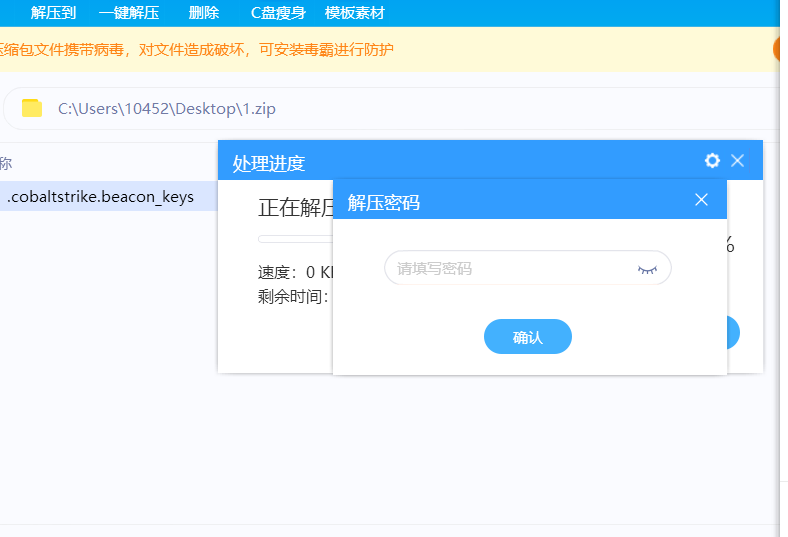 解压到 一键解压 删除 C盘瘦身 模板素材
压缩包文件携带病毒，对文件造成破坏，可安装毒霸进行防护
C:\Users\10452\Desktop\1.zip
称
.cobaltstrike.beacon_keys
处理进度
正在解压
%
速度：0 K
剩余时间：
解压密码
请填写密码
确认